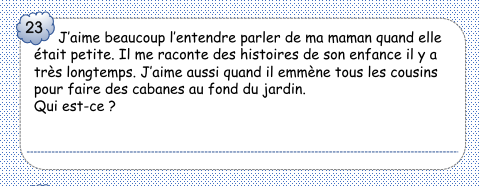 23
J'aime beaucoup l'entendre parler de ma maman quand elle
était petite. Il me raconte des histoires de son enfance il y a
très longtemps. J'aime aussi quand il emmène tous les cousins
pour faire des cabanes au fond du jardin.
Qui est-ce ?